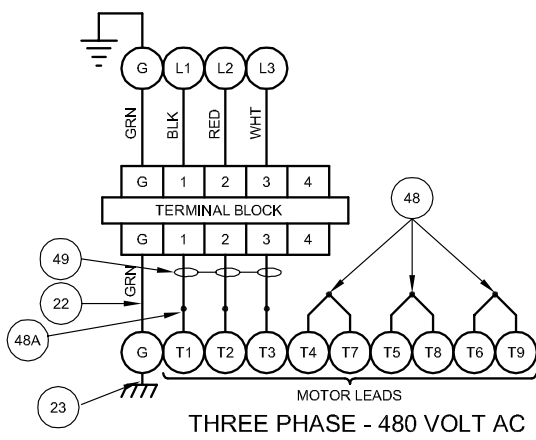 G L1 L2 L3
GRN BLK RED WHT
G 1 2 3 4
TERMINAL BLOCK
G 1 2 3 4
48
49
GRN
22
48A
G T1 T2 T3 T4 T7 T5 T8 T6 T9
23
MOTOR LEADS
THREE PHASE - 480 VOLT AC